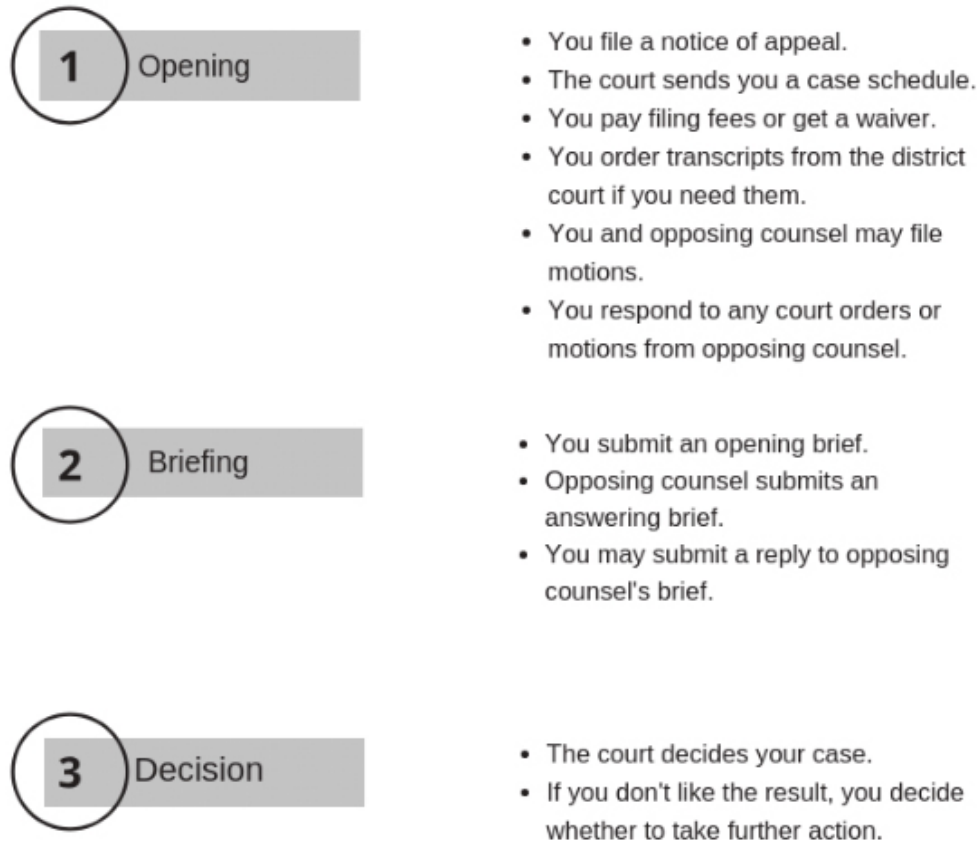 1 Opening
• You file a notice of appeal.
• The court sends you a case schedule.
• You pay filing fees or get a waiver.
• You order transcripts from the district
court if you need them.
• You and opposing counsel may file
motions.
• You respond to any court orders or
motions from opposing counsel.
2 Briefing
• You submit an opening brief.
• Opposing counsel submits an
answering brief.
• You may submit a reply to opposing
counsel's brief.
3 Decision
• The court decides your case.
• If you don't like the result, you decide
whether to take further action.